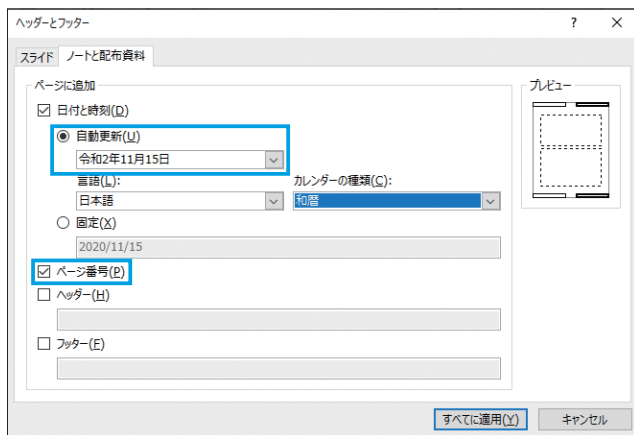 ヘッダーとフッター ? ×
スライド ノートと配布資料
ページに追加 プレビュー
日付と時刻(D)
自動更新(U)
令和2年11月15日
言語(L): カレンダーの種類(C):
日本語 和暦
固定(X)
2020/11/15
ページ番号(P)
ヘッダー(H)
フッター(F)
すべてに適用(Y) キャンセル